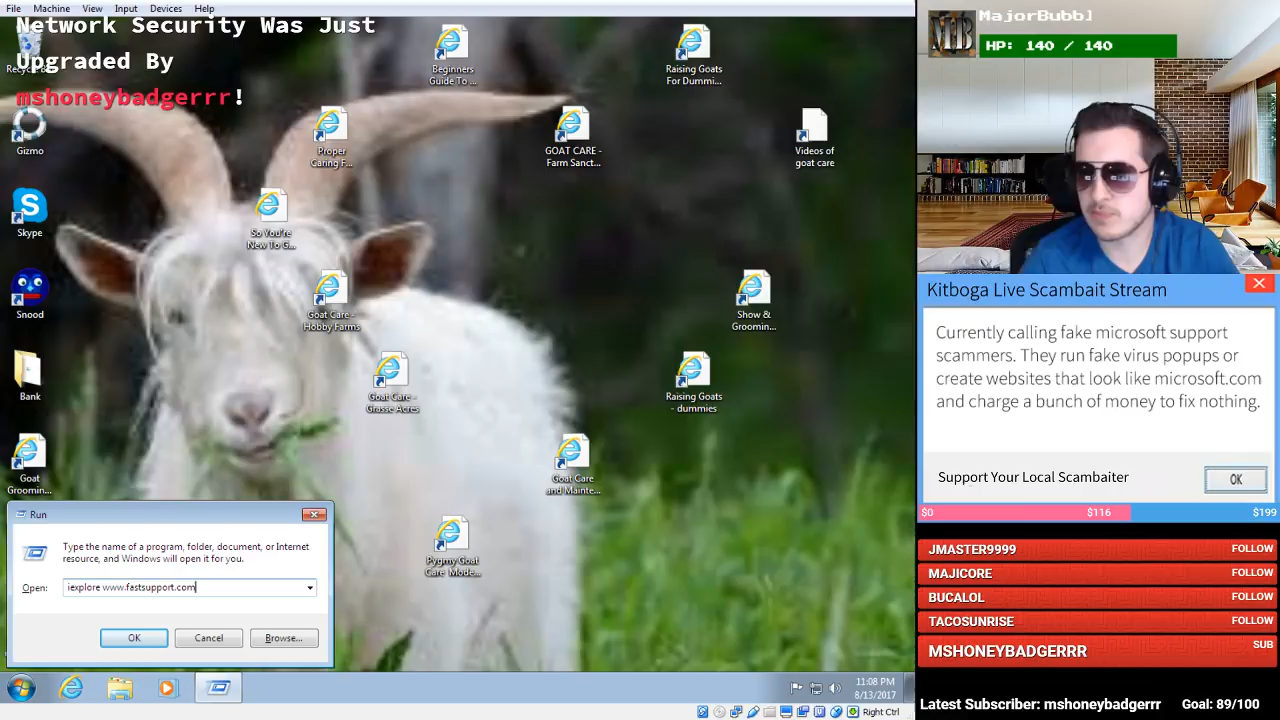 File Machine View Input Devices Help
Network Security Was Just
Upgraded By
mshoneybadgerrr!
Gizmo
Skype
Snood
Bank
Goat
Groomin...
Beginners
Guide To ...
Raising Goats
For Dummi...
Proper
Caring F...
GOAT CARE -
Farm Sanct...
Videos of
goat care
So You're
New To G...
Goat Care -
Hobby Farms
Show &
Groomin...
Goat Care -
Grasse Acres
Raising Goats
- dummies
Goat Care
and Mainte...
Pygmy Goat
Care Mode...
Run
Type the name of a program, folder, document, or Internet
resource, and Windows will open it for you.
Open: iexplore www.fastsupport.com
OK Cancel Browse...
11:08 PM
8/13/2017
Right Ctrl
MB
MajorBubbl
HP: 140 / 140
Kitboga Live Scambait Stream
Currently calling fake microsoft support
scammers. They run fake virus popups or
create websites that look like microsoft.com
and charge a bunch of money to fix nothing.
Support Your Local Scambaiter OK
$0 $116 $199
JMASTER9999 FOLLOW
MAJICORE FOLLOW
BUCALOL FOLLOW
TACOSUNRISE FOLLOW
MSHONEYBADGERRR SUB
Latest Subscriber: mshoneybadgerrr Goal: 89/100